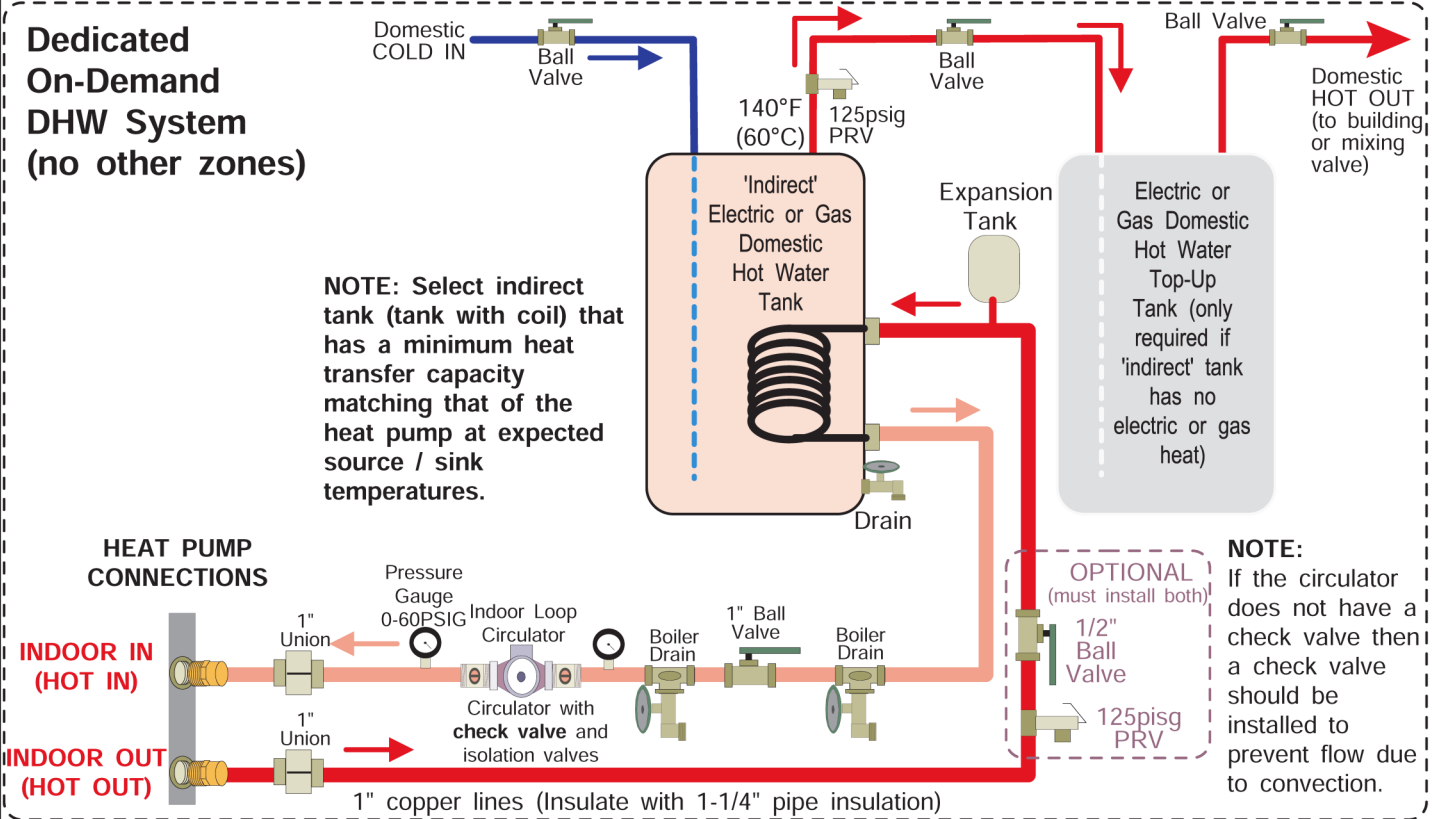 Dedicated
On-Demand
DHW System
(no other zones)
Domestic
COLD IN
Ball
Valve
140°F
(60°C)
125psig
PRV
Ball
Valve
Ball Valve
Domestic
HOT OUT
(to building
or mixing
valve)
'Indirect'
Electric or Gas
Domestic
Hot Water
Tank
Expansion
Tank
Electric or
Gas Domestic
Hot Water
Top-Up
Tank (only
required if
'indirect' tank
has no
electric or gas
heat)
NOTE: Select indirect
tank (tank with coil) that
has a minimum heat
transfer capacity
matching that of the
heat pump at expected
source / sink
temperatures.
Drain
HEAT PUMP
CONNECTIONS
INDOOR IN
(HOT IN)
1"
Union
Pressure
Gauge
0-60PSIG
Indoor Loop
Circulator
Circulator with
check valve and
isolation valves
Boiler
Drain
1" Ball
Valve
Boiler
Drain
OPTIONAL
(must install both)
1/2"
Ball
Valve
125pisg
PRV
NOTE:
If the circulator
does not have a
check valve then
a check valve
should be
installed to
prevent flow due
to convection.
INDOOR OUT
(HOT OUT)
1"
Union
1" copper lines (Insulate with 1-1/4" pipe insulation)